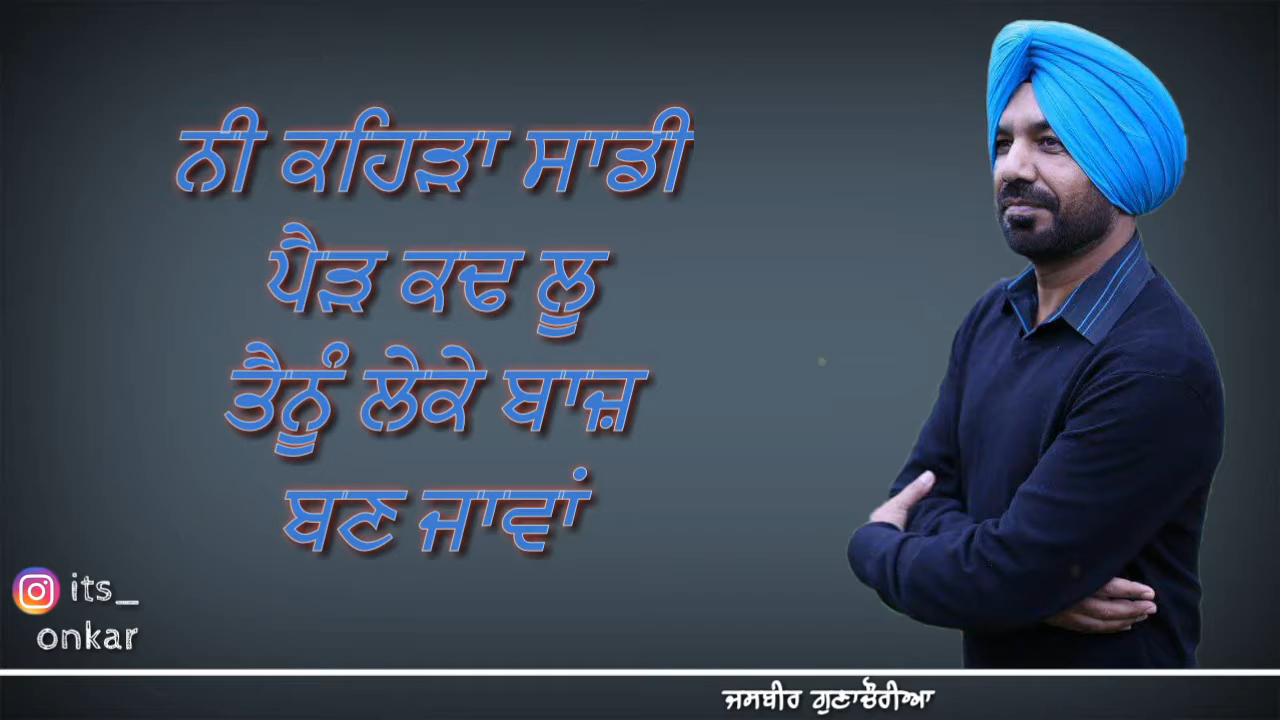 ਨੀ ਕਹਿੜਾ ਸਾਡੀ
ਪੈੜ ਕਢ ਲੂ
ਤੈਨੂੰ ਲੇਕੇ ਬਾਜ਼
ਬਣ ਜਾਵਾਂ
its_
onkar
ਜਸਬੀਰ ਗੁਣਾਚੌਰੀਆ